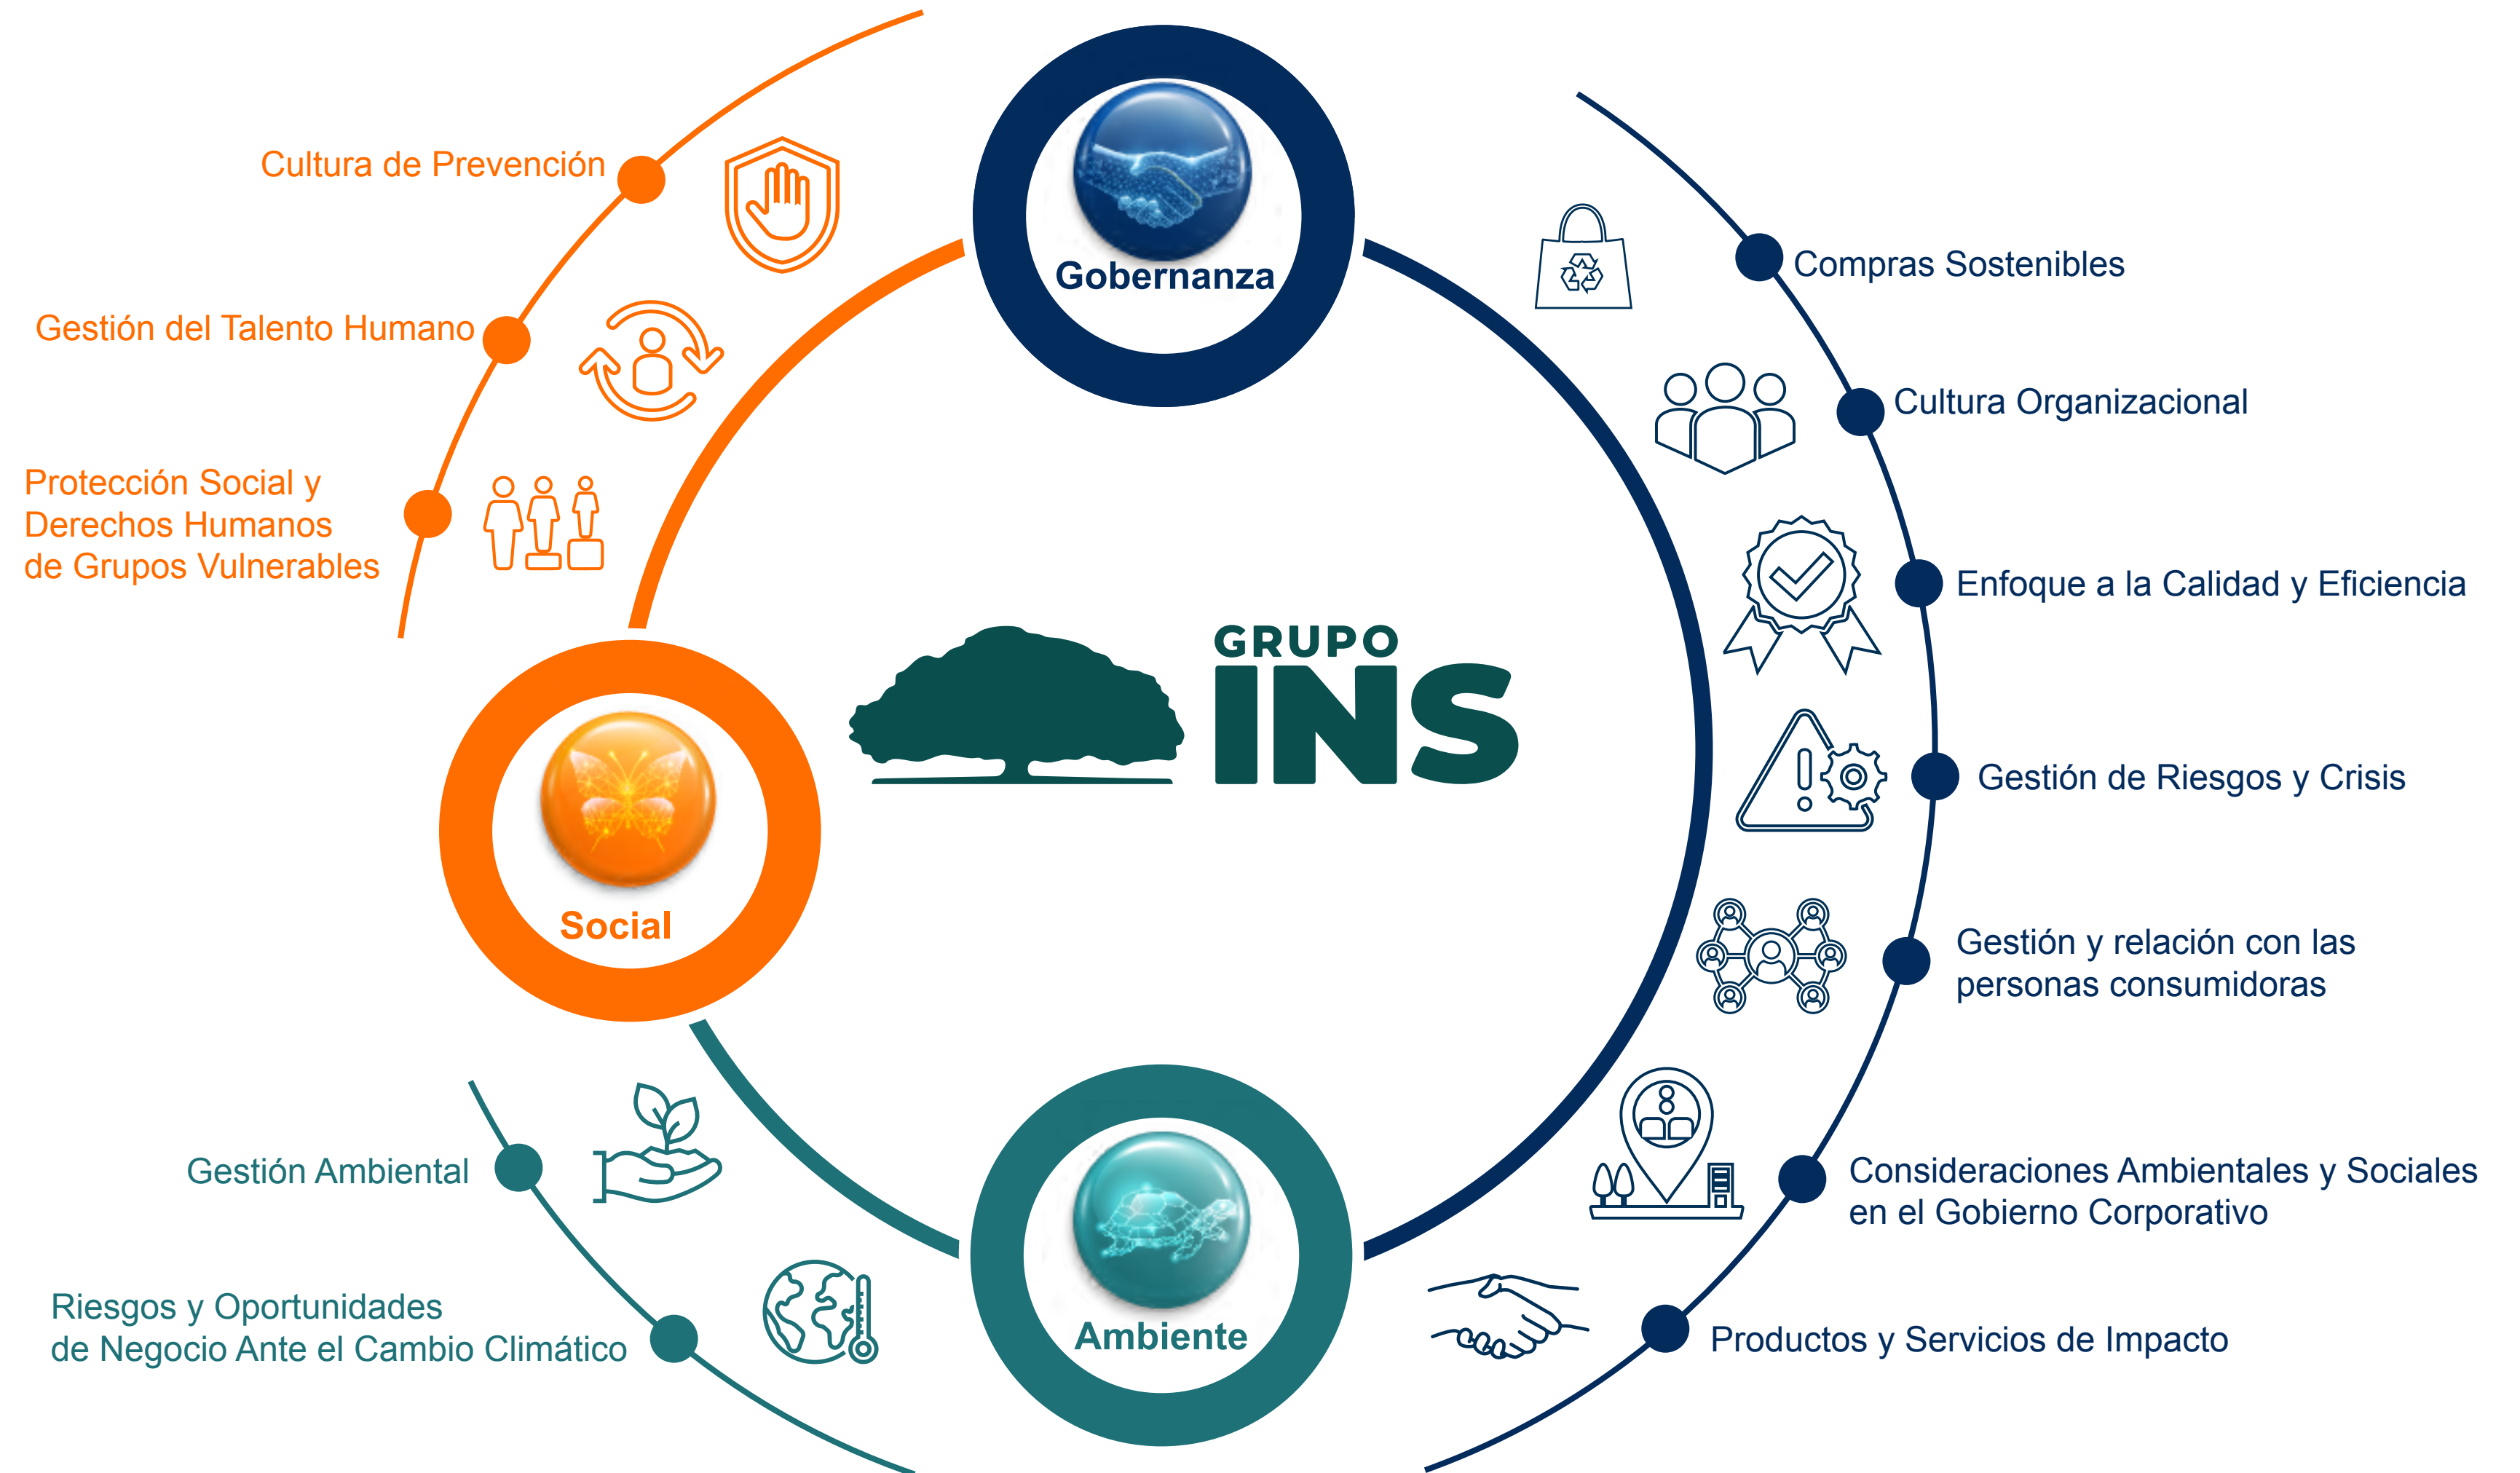 Gobernanza
Cultura de Prevención
Gestión del Talento Humano
Protección Social y
Derechos Humanos
de Grupos Vulnerables
Social
Gestión Ambiental
Riesgos y Oportunidades
de Negocio Ante el Cambio Climático
Ambiente
GRUPO
INS
Compras Sostenibles
Cultura Organizacional
Enfoque a la Calidad y Eficiencia
Gestión de Riesgos y Crisis
Gestión y relación con las
personas consumidoras
Consideraciones Ambientales y Sociales
en el Gobierno Corporativo
Productos y Servicios de Impacto